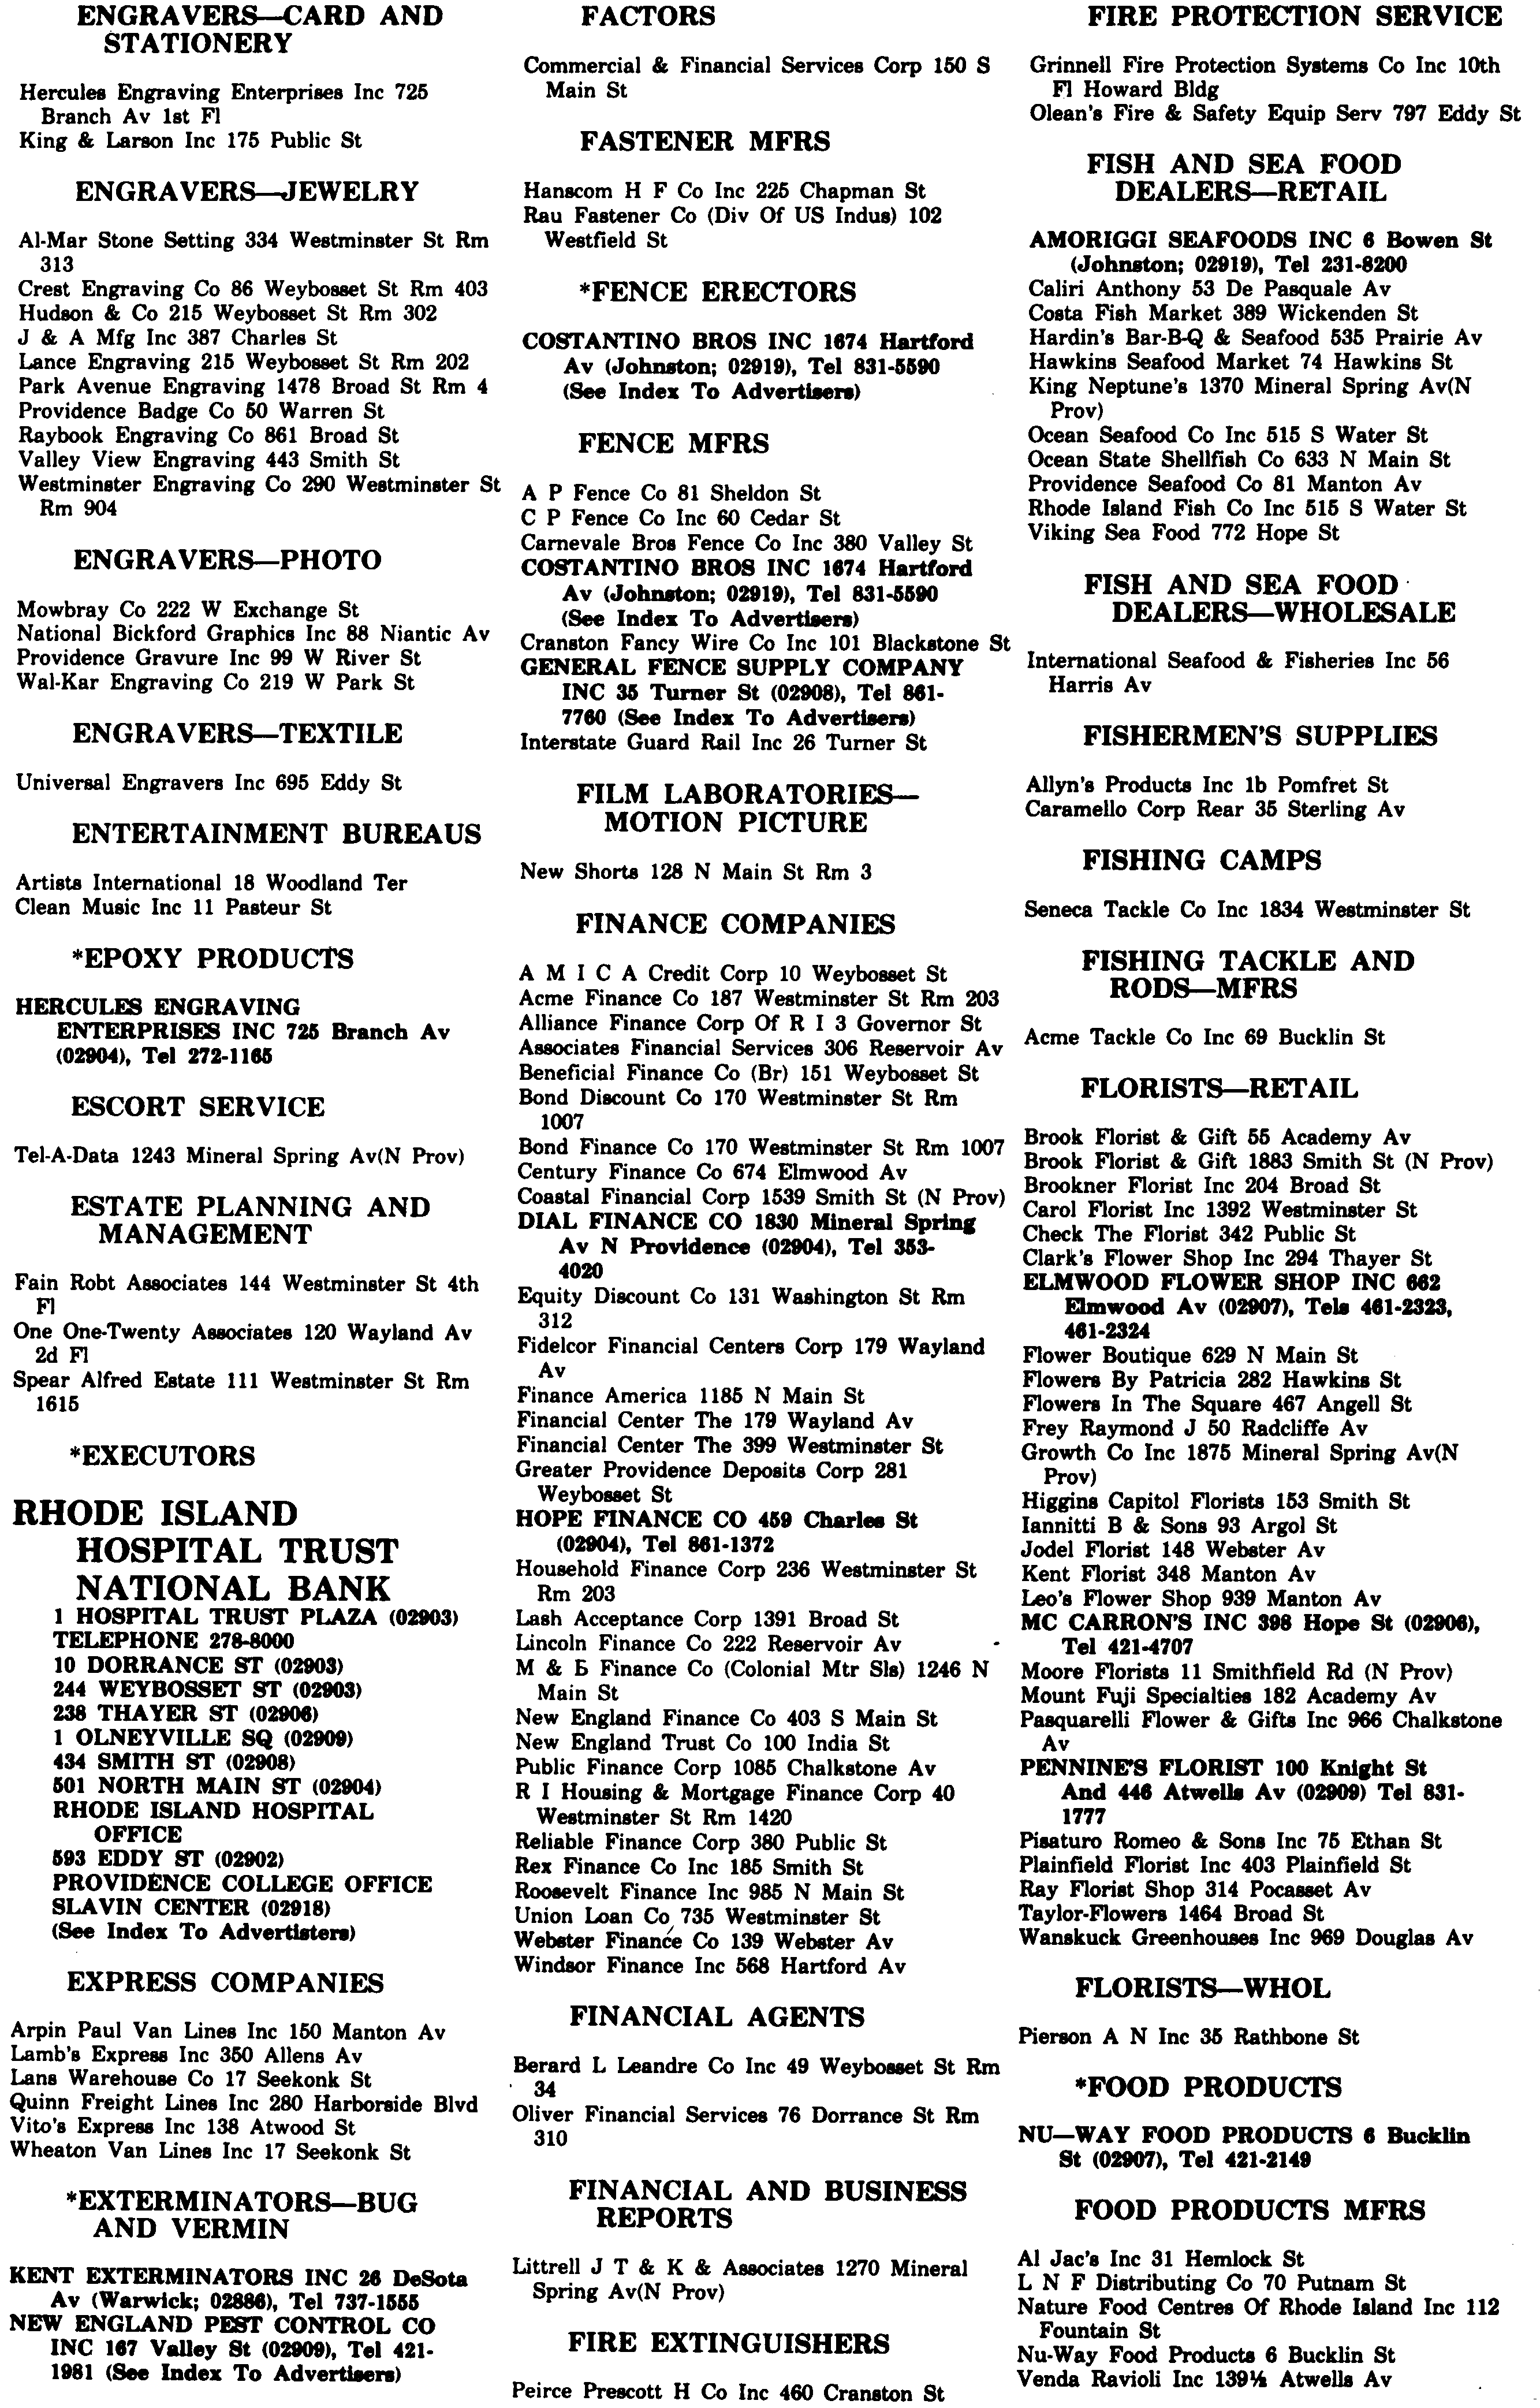 ENGRAVERS—CARD AND
STATIONERY
Hercules Engraving Enterprises Inc 725
Branch Av 1st Fl
King & Larson Inc 175 Public St
ENGRAVERS—JEWELRY
Al-Mar Stone Setting 334 Westminster St Rm
313
Crest Engraving Co 86 Weybosset St Rm 403
Hudson & Co 215 Weybosset St Rm 302
J & A Mfg Inc 387 Charles St
Lance Engraving 215 Weybosset St Rm 202
Park Avenue Engraving 1478 Broad St Rm 4
Providence Badge Co 50 Warren St
Raybook Engraving Co 861 Broad St
Valley View Engraving 443 Smith St
Westminster Engraving Co 290 Westminster St
Rm 904
ENGRAVERS—PHOTO
Mowbray Co 222 W Exchange St
National Bickford Graphics Inc 88 Niantic Av
Providence Gravure Inc 99 W River St
Wal-Kar Engraving Co 219 W Park St
ENGRAVERS—TEXTILE
Universal Engravers Inc 695 Eddy St
ENTERTAINMENT BUREAUS
Artists International 18 Woodland Ter
Clean Music Inc 11 Pasteur St
*EPOXY PRODUCTS
HERCULES ENGRAVING
ENTERPRISES INC 725 Branch Av
(02904), Tel 272-1165
ESCORT SERVICE
Tel-A-Data 1243 Mineral Spring Av(N Prov)
ESTATE PLANNING AND
MANAGEMENT
Fain Robt Associates 144 Westminster St 4th
Fl
One One-Twenty Associates 120 Wayland Av
2d Fl
Spear Alfred Estate 111 Westminster St Rm
1615
*EXECUTORS
RHODE ISLAND
HOSPITAL TRUST
NATIONAL BANK
1 HOSPITAL TRUST PLAZA (02903)
TELEPHONE 278-8000
10 DORRANCE ST (02903)
244 WEYBOSSET ST (02903)
238 THAYER ST (02906)
1 OLNEYVILLE SQ (02909)
434 SMITH ST (02908)
501 NORTH MAIN ST (02904)
RHODE ISLAND HOSPITAL
OFFICE
593 EDDY ST (02902)
PROVIDENCE COLLEGE OFFICE
SLAVIN CENTER (02918)
(See Index To Advertisters)
EXPRESS COMPANIES
Arpin Paul Van Lines Inc 150 Manton Av
Lamb's Express Inc 350 Allens Av
Lans Warehouse Co 17 Seekonk St
Quinn Freight Lines Inc 280 Harborside Blvd
Vito's Express Inc 138 Atwood St
Wheaton Van Lines Inc 17 Seekonk St
*EXTERMINATORS—BUG
AND VERMIN
KENT EXTERMINATORS INC 26 DeSota
Av (Warwick; 02886), Tel 737-1555
NEW ENGLAND PEST CONTROL CO
INC 167 Valley St (02909), Tel 421-
1981 (See Index To Advertisers)
FACTORS
Commercial & Financial Services Corp 150 S
Main St
FASTENER MFRS
Hanscom H F Co Inc 225 Chapman St
Rau Fastener Co (Div Of US Indus) 102
Westfield St
*FENCE ERECTORS
COSTANTINO BROS INC 1674 Hartford
Av (Johnston; 02919), Tel 831-5590
(See Index To Advertisers)
FENCE MFRS
A P Fence Co 81 Sheldon St
C P Fence Co Inc 60 Cedar St
Carnevale Bros Fence Co Inc 380 Valley St
COSTANTINO BROS INC 1674 Hartford
Av (Johnston; 02919), Tel 831-5590
(See Index To Advertisers)
Cranston Fancy Wire Co Inc 101 Blackstone St
GENERAL FENCE SUPPLY COMPANY
INC 35 Turner St (02908), Tel 861-
7760 (See Index To Advertisers)
Interstate Guard Rail Inc 26 Turner St
FILM LABORATORIES—
MOTION PICTURE
New Shorts 128 N Main St Rm 3
FINANCE COMPANIES
A M I C A Credit Corp 10 Weybosset St
Acme Finance Co 187 Westminster St Rm 203
Alliance Finance Corp Of R I 3 Governor St
Associates Financial Services 306 Reservoir Av
Beneficial Finance Co (Br) 151 Weybosset St
Bond Discount Co 170 Westminster St Rm
1007
Bond Finance Co 170 Westminster St Rm 1007
Century Finance Co 674 Elmwood Av
Coastal Financial Corp 1539 Smith St (N Prov)
DIAL FINANCE CO 1830 Mineral Spring
Av N Providence (02904), Tel 353-
4020
Equity Discount Co 131 Washington St Rm
312
Fidelcor Financial Centers Corp 179 Wayland
Av
Finance America 1185 N Main St
Financial Center The 179 Wayland Av
Financial Center The 399 Westminster St
Greater Providence Deposits Corp 281
Weybosset St
HOPE FINANCE CO 459 Charles St
(02904), Tel 861-1372
Household Finance Corp 236 Westminster St
Rm 203
Lash Acceptance Corp 1391 Broad St
Lincoln Finance Co 222 Reservoir Av
M & Finance Co (Colonial Mtr Sls) 1246 N
Main St
New England Finance Co 403 S Main St
New England Trust Co 100 India St
Public Finance Corp 1085 Chalkstone Av
R I Housing & Mortgage Finance Corp 40
Westminster St Rm 1420
Reliable Finance Corp 380 Public St
Rex Finance Co Inc 185 Smith St
Roosevelt Finance Inc 985 N Main St
Union Loan Co 735 Westminster St
Webster Finance Co 139 Webster Av
Windsor Finance Inc 568 Hartford Av
FINANCIAL AGENTS
Berard L Leandre Co Inc 49 Weybosset St Rm
34
Oliver Financial Services 76 Dorrance St Rm
310
FINANCIAL AND BUSINESS
REPORTS
Littrell J T & K & Associates 1270 Mineral
Spring Av(N Prov)
FIRE EXTINGUISHERS
Peirce Prescott H Co Inc 460 Cranston St
FIRE PROTECTION SERVICE
Grinnell Fire Protection Systems Co Inc 10th
Fl Howard Bldg
Olean's Fire & Safety Equip Serv 797 Eddy St
FISH AND SEA FOOD
DEALERS—RETAIL
AMORIGGI SEAFOODS INC 6 Bowen St
(Johnston; 02919), Tel 231-8200
Caliri Anthony 53 De Pasquale Av
Costa Fish Market 389 Wickenden St
Hardin's Bar-B-Q & Seafood 535 Prairie Av
Hawkins Seafood Market 74 Hawkins St
King Neptune's 1370 Mineral Spring Av(N
Prov)
Ocean Seafood Co Inc 515 S Water St
Ocean State Shellfish Co 633 N Main St
Providence Seafood Co 81 Manton Av
Rhode Island Fish Co Inc 515 S Water St
Viking Sea Food 772 Hope St
FISH AND SEA FOOD
DEALERS—WHOLESALE
International Seafood & Fisheries Inc 56
Harris Av
FISHERMEN'S SUPPLIES
Allyn's Products Inc 1b Pomfret St
Caramello Corp Rear 35 Sterling Av
FISHING CAMPS
Seneca Tackle Co Inc 1834 Westminster St
FISHING TACKLE AND
RODS—MFRS
Acme Tackle Co Inc 69 Bucklin St
FLORISTS—RETAIL
Brook Florist & Gift 55 Academy Av
Brook Florist & Gift 1883 Smith St (N Prov)
Brookner Florist Inc 204 Broad St
Carol Florist Inc 1392 Westminster St
Check The Florist 342 Public St
Clark's Flower Shop Inc 294 Thayer St
ELMWOOD FLOWER SHOP INC 662
Elmwood Av (02907), Tels 461-2323,
461-2324
Flower Boutique 629 N Main St
Flowers By Patricia 282 Hawkins St
Flowers In The Square 467 Angell St
Frey Raymond J 50 Radcliffe Av
Growth Co Inc 1875 Mineral Spring Av(N
Prov)
Higgins Capitol Florists 153 Smith St
Iannitti B & Sons 93 Argol St
Jodel Florist 148 Webster Av
Kent Florist 348 Manton Av
Leo's Flower Shop 939 Manton Av
MC CARRON'S INC 398 Hope St (02906),
Tel 421-4707
Moore Florists 11 Smithfield Rd (N Prov)
Mount Fuji Specialties 182 Academy Av
Pasquarelli Flower & Gifts Inc 966 Chalkstone
Av
PENNINE'S FLORIST 100 Knight St
And 446 Atwells Av (02909) Tel 831-
1777
Pisaturo Romeo & Sons Inc 75 Ethan St
Plainfield Florist Inc 403 Plainfield St
Ray Florist Shop 314 Pocasset Av
Taylor-Flowers 1464 Broad St
Wanskuck Greenhouses Inc 969 Douglas Av
FLORISTS—WHOL
Pierson A N Inc 35 Rathbone St
*FOOD PRODUCTS
NU—WAY FOOD PRODUCTS 6 Bucklin
St (02907), Tel 421-2149
FOOD PRODUCTS MFRS
Al Jac's Inc 31 Hemlock St
L N F Distributing Co 70 Putnam St
Nature Food Centres Of Rhode Island Inc 112
Fountain St
Nu-Way Food Products 6 Bucklin St
Venda Ravioli Inc 139½ Atwells Av